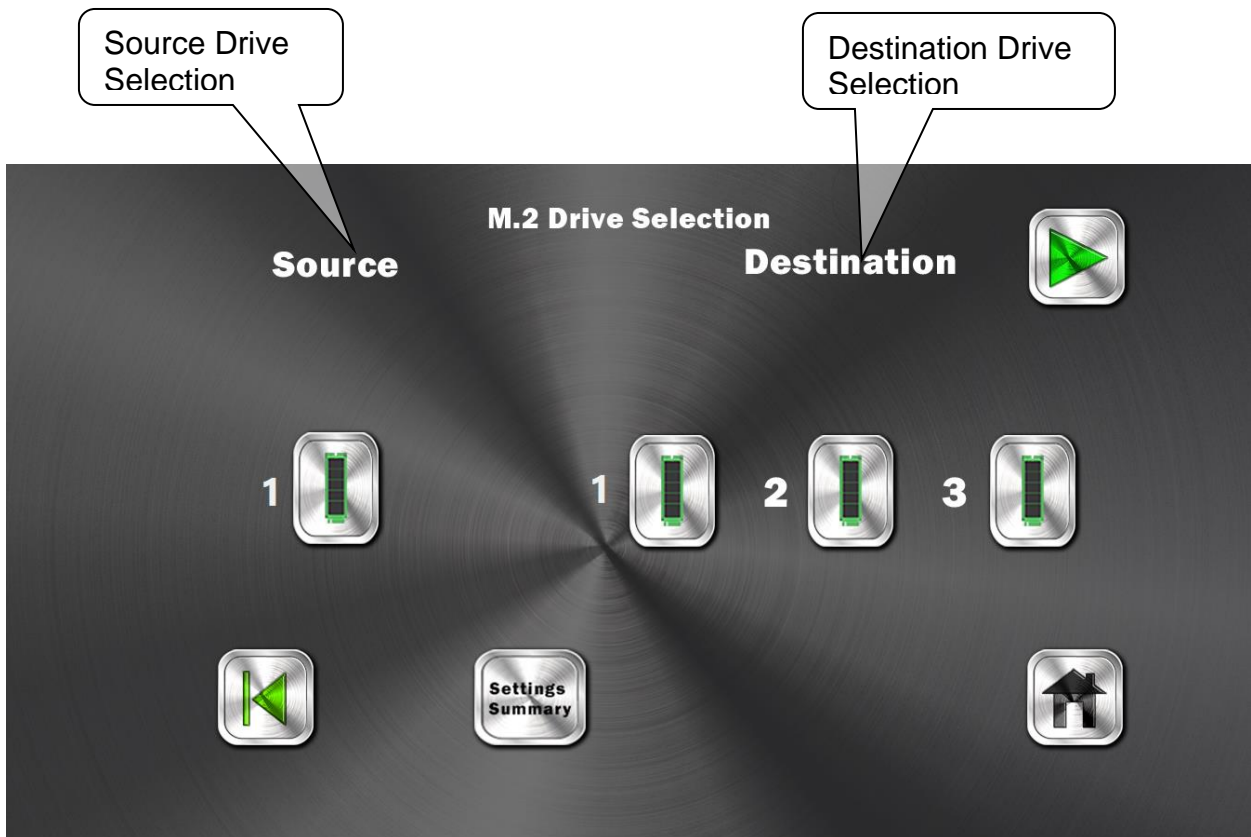 Source Drive
Selection
Destination Drive
Selection
M.2 Drive Selection
Source
Destination
1
1
2
3
Settings
Summary